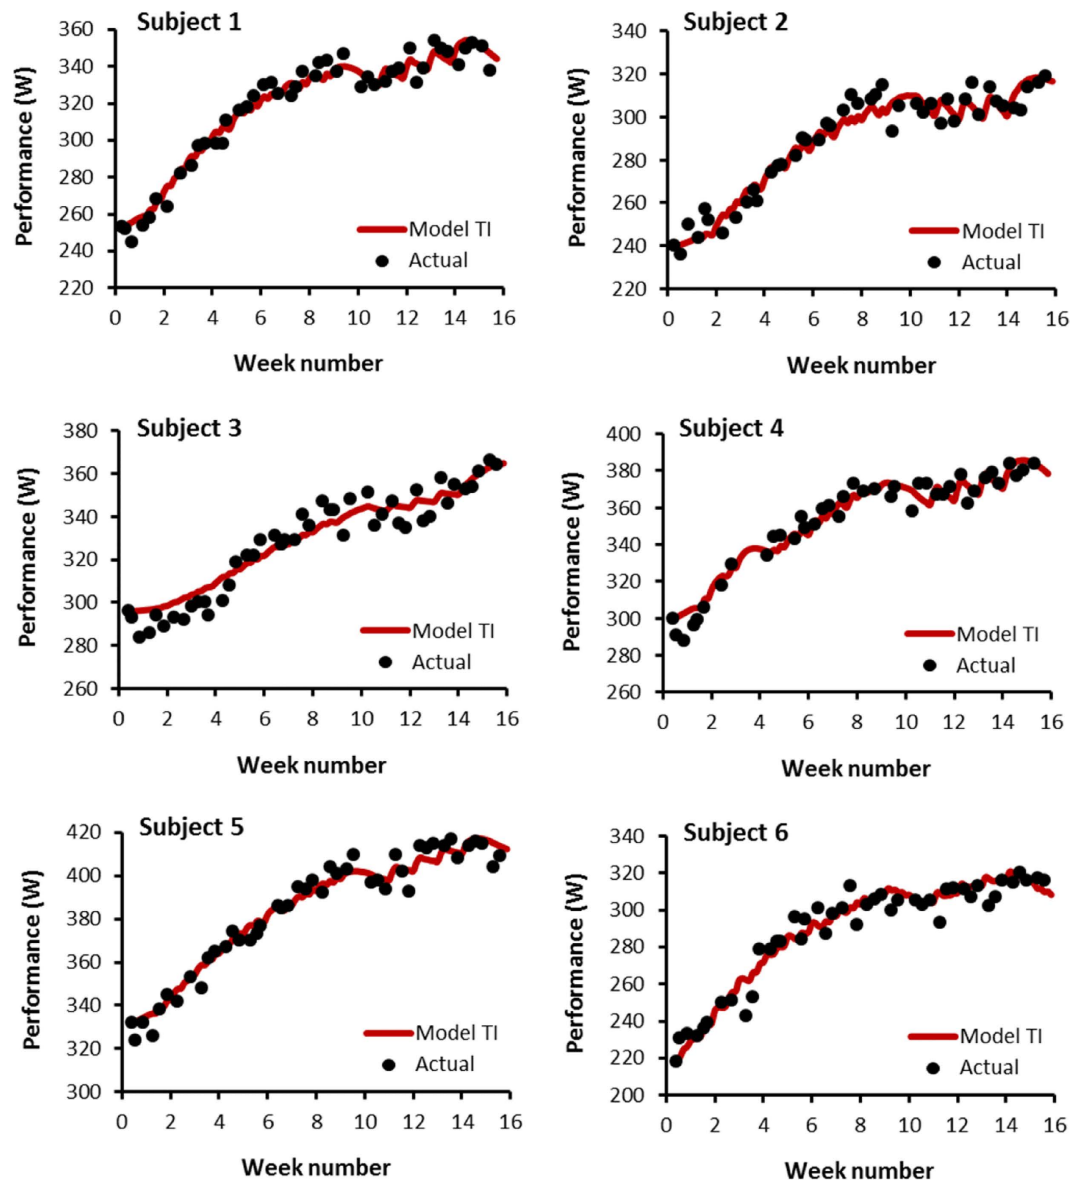 Subject 1
Performance (W)
360
340
320
300
280
260
240
220
Model TI
Actual
0 2 4 6 8 10 12 14 16
Week number
Subject 2
Performance (W)
340
320
300
280
260
240
220
Model TI
Actual
0 2 4 6 8 10 12 14 16
Week number
Subject 3
Performance (W)
380
360
340
320
300
280
260
Model TI
Actual
0 2 4 6 8 10 12 14 16
Week number
Subject 4
Performance (W)
400
380
360
340
320
300
280
260
Model TI
Actual
0 2 4 6 8 10 12 14 16
Week number
Subject 5
Performance (W)
420
400
380
360
340
320
300
Model TI
Actual
0 2 4 6 8 10 12 14 16
Week number
Subject 6
Performance (W)
340
320
300
280
260
240
220
200
Model TI
Actual
0 2 4 6 8 10 12 14 16
Week number